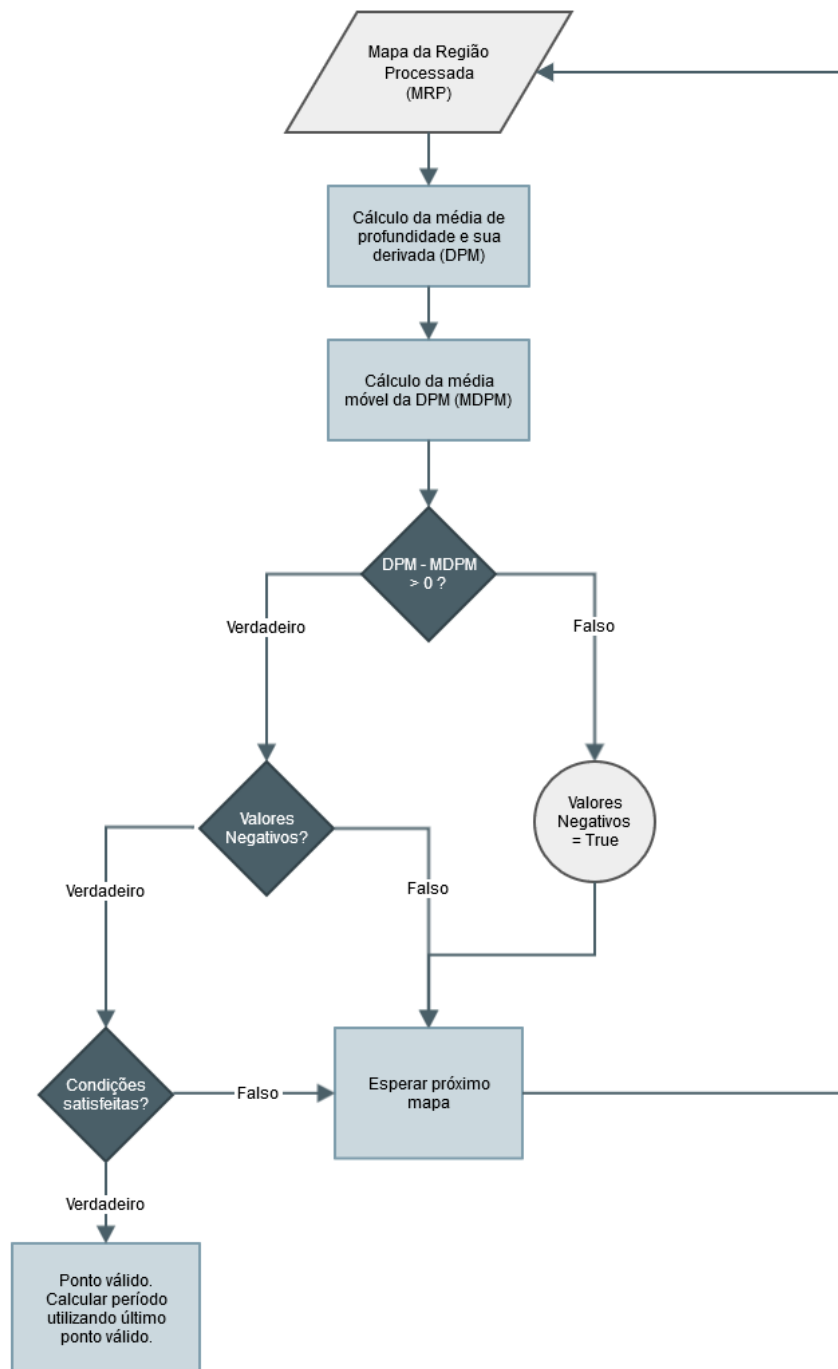 Mapa da Região
Processada
(MRP)
Cálculo da média de
profundidade e sua
derivada (DPM)
Cálculo da média
móvel da DPM (MDPM)
DPM - MDPM
> 0 ?
Verdadeiro
Falso
Valores
Negativos?
Valores
Negativos
= True
Verdadeiro
Falso
Condições
satisfeitas?
Falso
Esperar próximo
mapa
Verdadeiro
Ponto válido.
Calcular período
utilizando último
ponto válido.